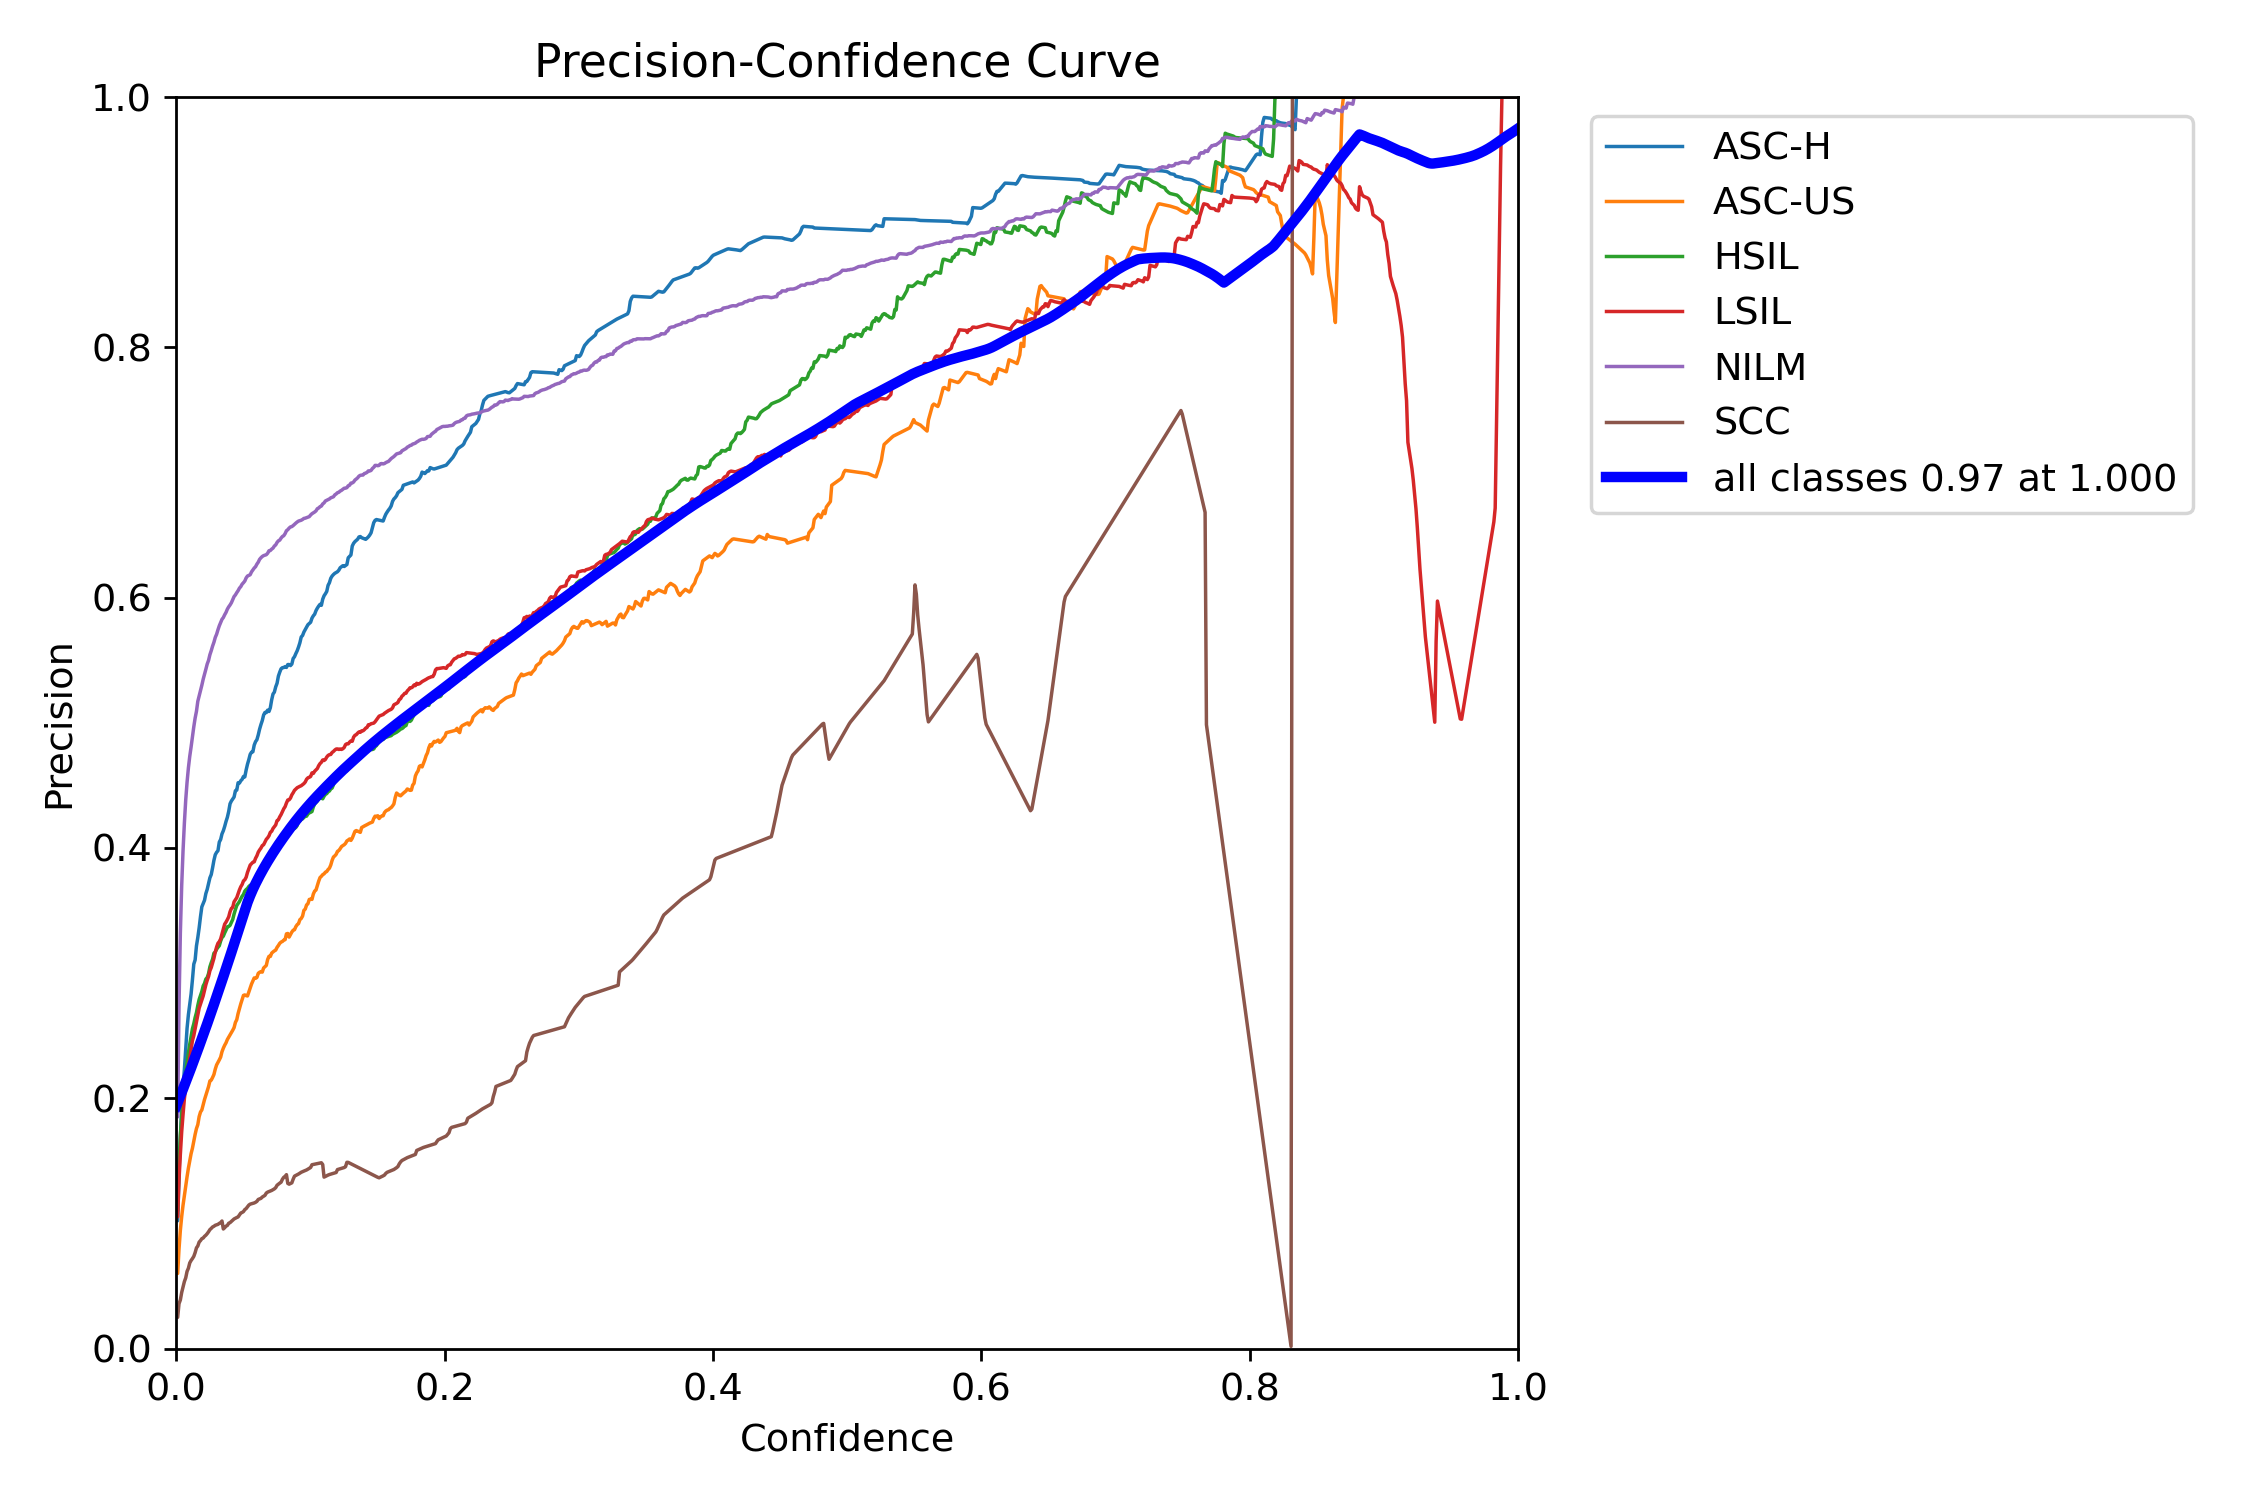 Precision-Confidence Curve
1.0
0.8
0.6
0.4
0.2
0.0
Precision
0.0 0.2 0.4 0.6 0.8 1.0
Confidence
ASC-H
ASC-US
HSIL
LSIL
NILM
SCC
all classes 0.97 at 1.000